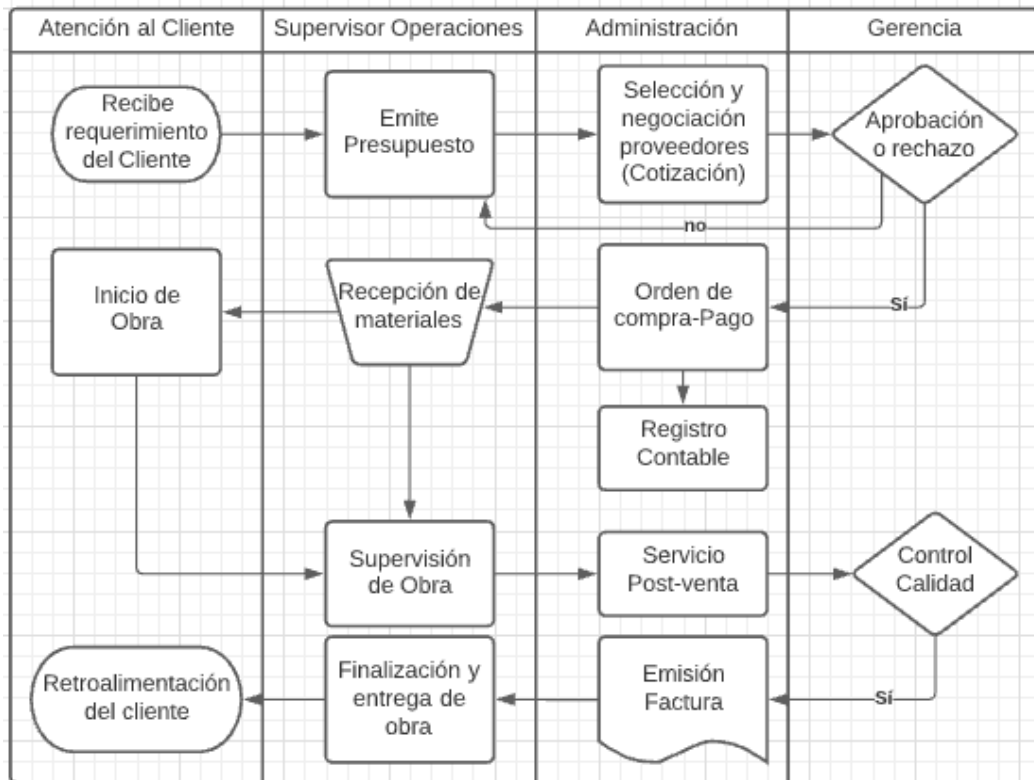 Atención al Cliente
Supervisor Operaciones
Administración
Gerencia
Recibe
requerimiento
del Cliente
Emite
Presupuesto
Selección y
negociación
proveedores
(Cotización)
Aprobación
o rechazo
no
Inicio de
Obra
Recepción de
materiales
Orden de
compra-Pago
Sí
Registro
Contable
Supervisión
de Obra
Servicio
Post-venta
Control
Calidad
Retroalimentación
del cliente
Finalización y
entrega de
obra
Emisión
Factura
Sí